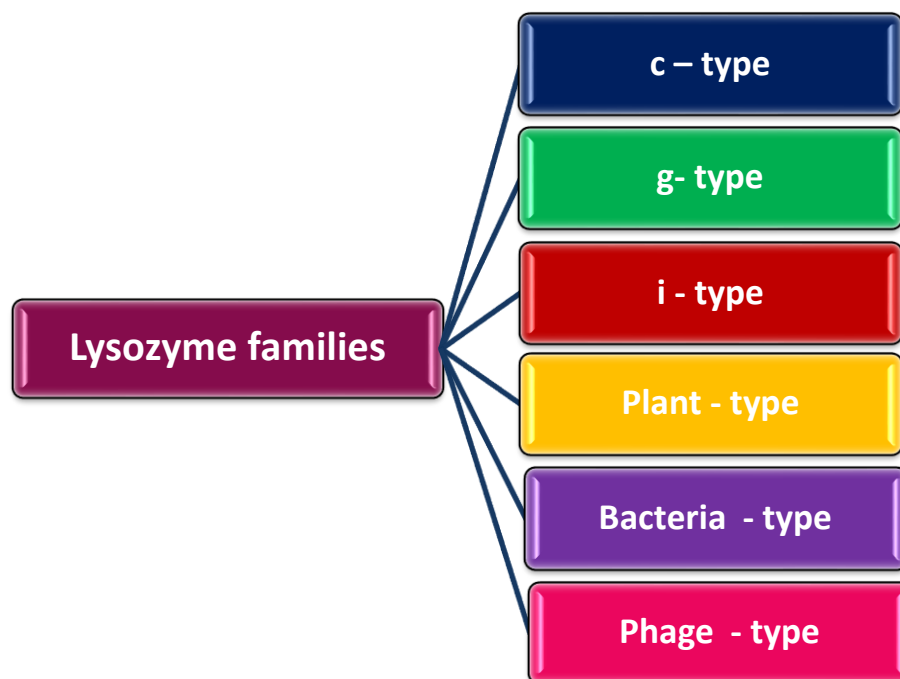 Lysozyme families
c – type
g- type
i - type
Plant - type
Bacteria  - type
Phage  - type